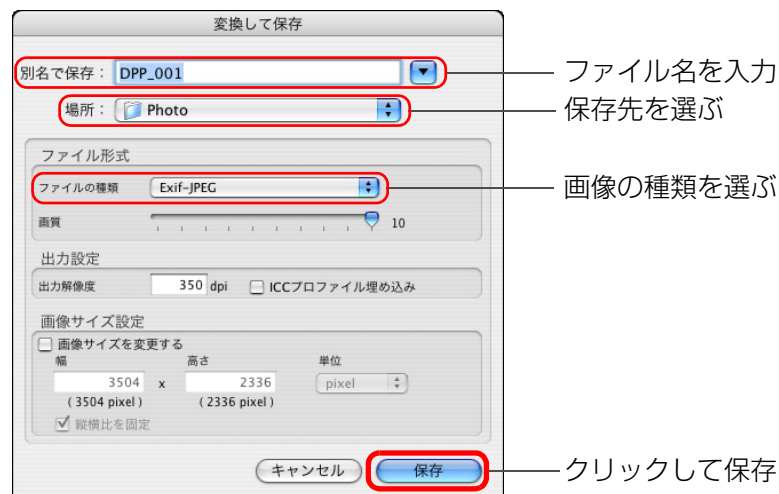 変換して保存
別名で保存： DPP_001
ファイル名を入力
場所： Photo
保存先を選ぶ
ファイル形式
ファイルの種類 Exif-JPEG
画像の種類を選ぶ
画質 10
出力設定
出力解像度 350 dpi ICCプロファイル埋め込み
画像サイズ設定
画像サイズを変更する
幅 高さ 単位
3504 x 2336 pixel
(3504 pixel) (2336 pixel)
縦横比を固定
キャンセル 保存
クリックして保存